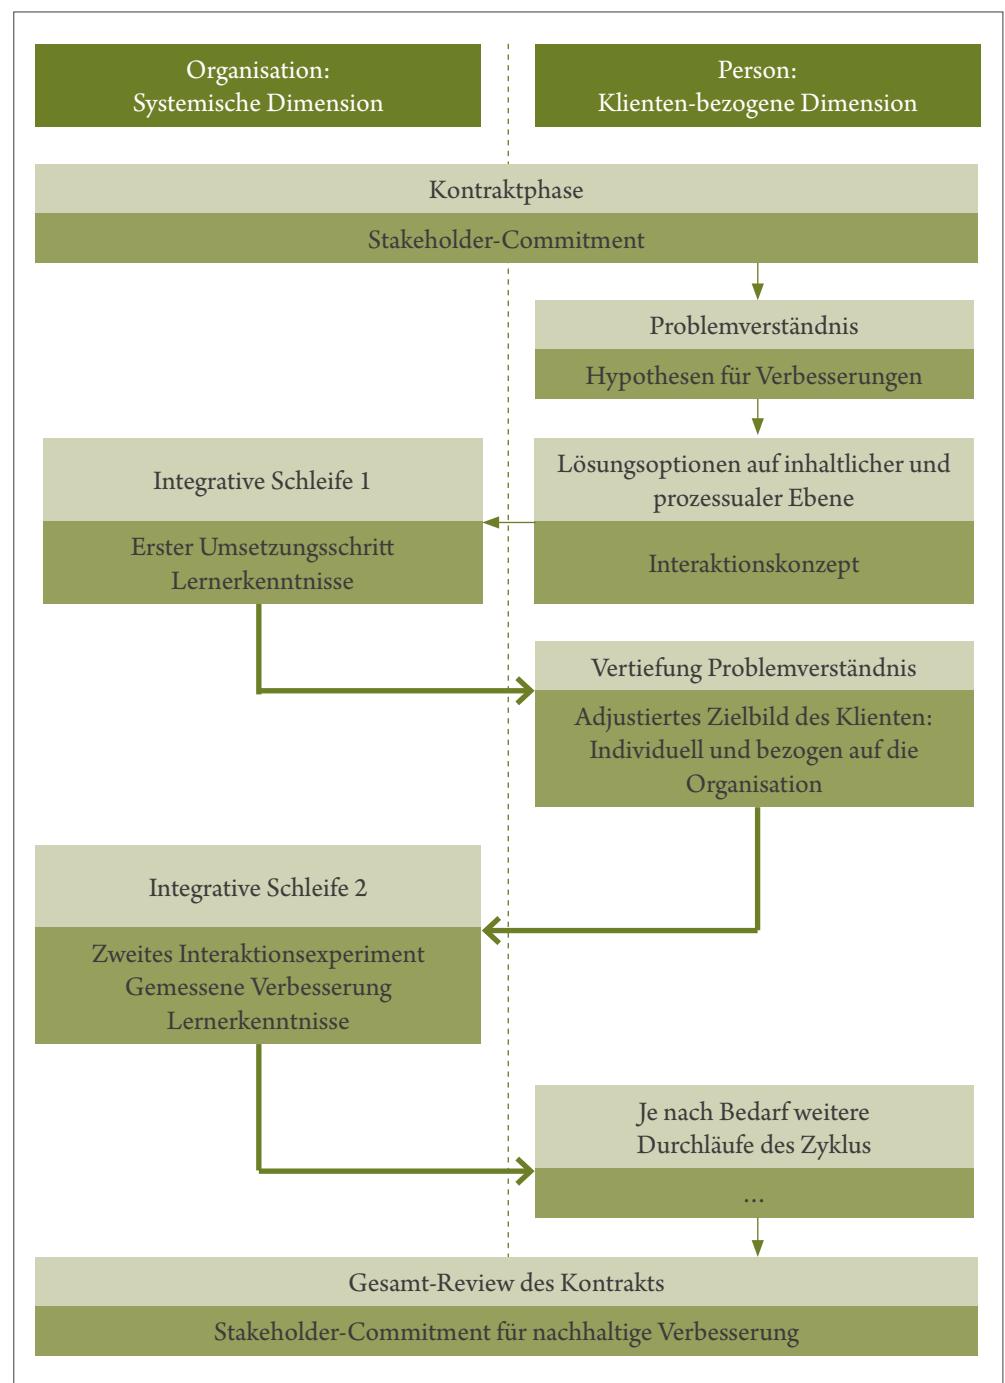 Organisation:
Systemische Dimension
Person:
Klienten-bezogene Dimension
Kontraktphase
Stakeholder-Commitment
Problemverständnis
Hypothesen für Verbesserungen
Lösungsoptionen auf inhaltlicher und
prozessualer Ebene
Interaktionskonzept
Integrative Schleife 1
Erster Umsetzungsschritt
Lernerkenntnisse
Vertiefung Problemverständnis
Adjustiertes Zielbild des Klienten:
Individuell und bezogen auf die
Organisation
Integrative Schleife 2
Zweites Interaktionsexperiment
Gemessene Verbesserung
Lernerkenntnisse
Je nach Bedarf weitere
Durchläufe des Zyklus
…
Gesamt-Review des Kontrakts
Stakeholder-Commitment für nachhaltige Verbesserung